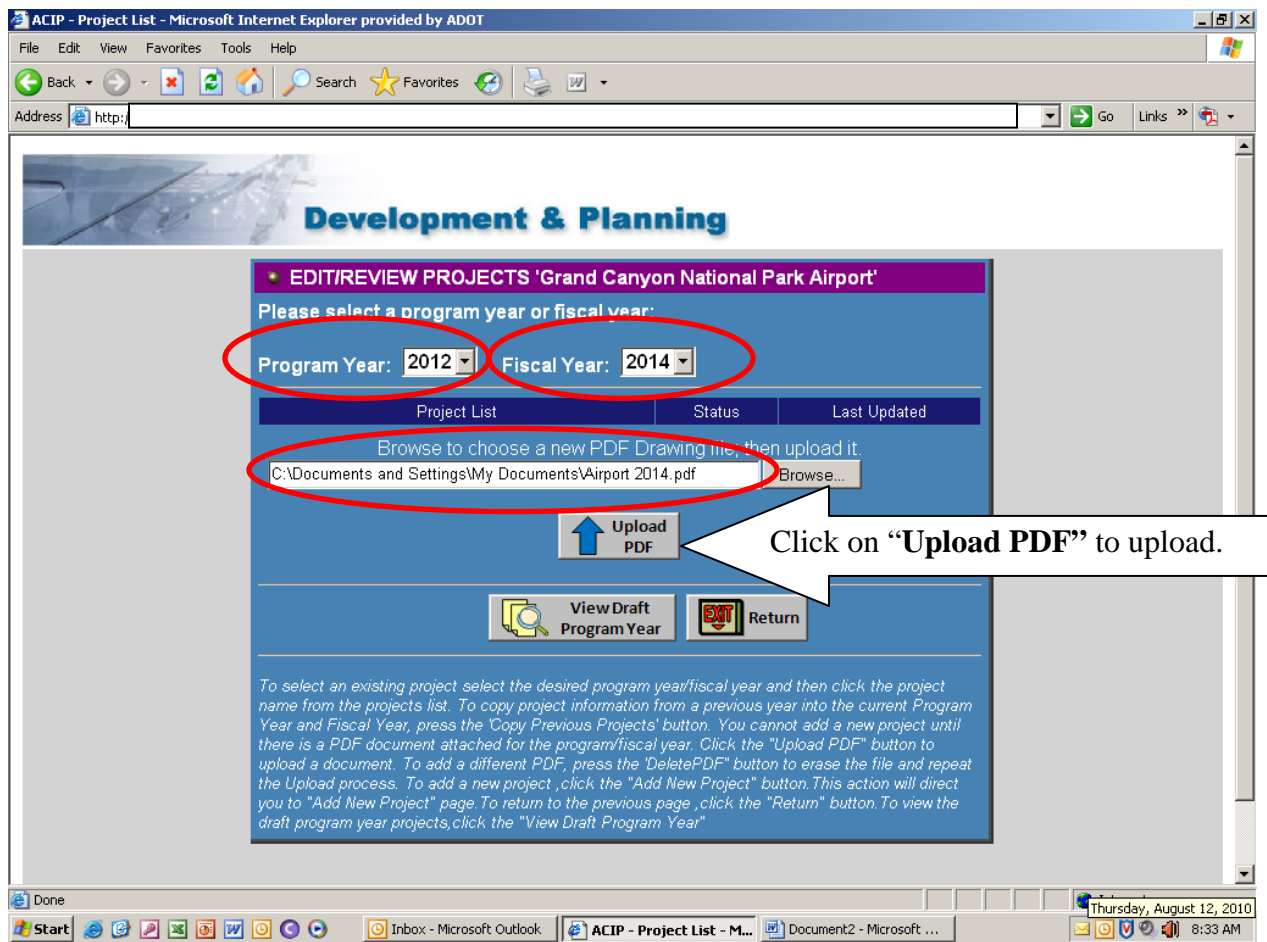 ACIP - Project List - Microsoft Internet Explorer provided by ADOT
File Edit View Favorites Tools Help
Back Search Favorites
Address http:/ Go Links »
Development & Planning
EDIT/REVIEW PROJECTS 'Grand Canyon National Park Airport'
Please select a program year or fiscal year:
Program Year: 2012 Fiscal Year: 2014
Project List Status Last Updated
Browse to choose a new PDF Drawing file, then upload it.
C:\Documents and Settings\My Documents\Airport 2014.pdf Browse...
Upload
PDF
Click on “Upload PDF” to upload.
View Draft
Program Year
EXIT Return
To select an existing project select the desired program year/fiscal year and then click the project
name from the projects list. To copy project information from a previous year into the current Program
Year and Fiscal Year, press the 'Copy Previous Projects' button. You cannot add a new project until
there is a PDF document attached for the program/fiscal year. Click the "Upload PDF" button to
upload a document. To add a different PDF, press the 'DeletePDF" button to erase the file and repeat
the Upload process. To add a new project ,click the "Add New Project" button.This action will direct
you to "Add New Project" page.To return to the previous page ,click the "Return" button.To view the
draft program year projects,click the "View Draft Program Year"
Done
Thursday, August 12, 2010
Start Inbox - Microsoft Outlook ACIP - Project List - M... Document2 - Microsoft ... 8:33 AM